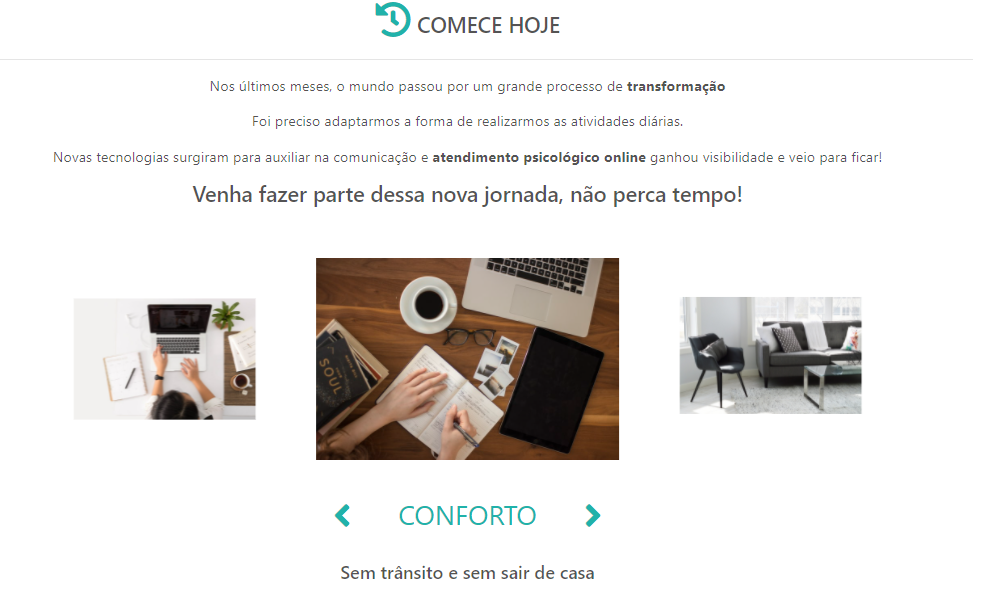 COMECE HOJE
Nos últimos meses, o mundo passou por um grande processo de transformação
Foi preciso adaptarmos a forma de realizarmos as atividades diárias.
Novas tecnologias surgiram para auxiliar na comunicação e atendimento psicológico online ganhou visibilidade e veio para ficar!
Venha fazer parte dessa nova jornada, não perca tempo!
SOUL
CONFORTO
Sem trânsito e sem sair de casa